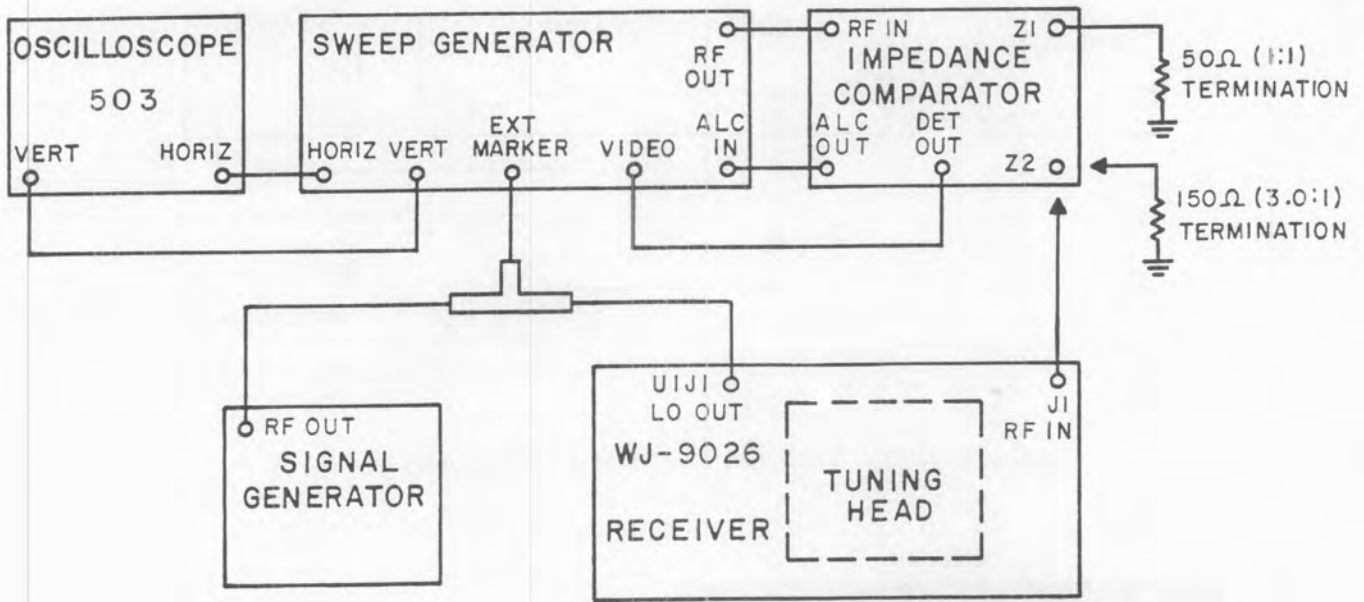 OSCILLOSCOPE
503
VERT
HORIZ
SWEEP GENERATOR
RF
OUT
EXT
MARKER
HORIZ
VERT
VIDEO
ALC
IN
RF IN
Z1
IMPEDANCE
COMPARATOR
ALC
OUT
DET
OUT
Z2
50Ω (1:1)
TERMINATION
150Ω (3.0:1)
TERMINATION
RF OUT
SIGNAL
GENERATOR
U1J1
LO OUT
WJ-9026
RECEIVER
TUNING
HEAD
J1
RF IN